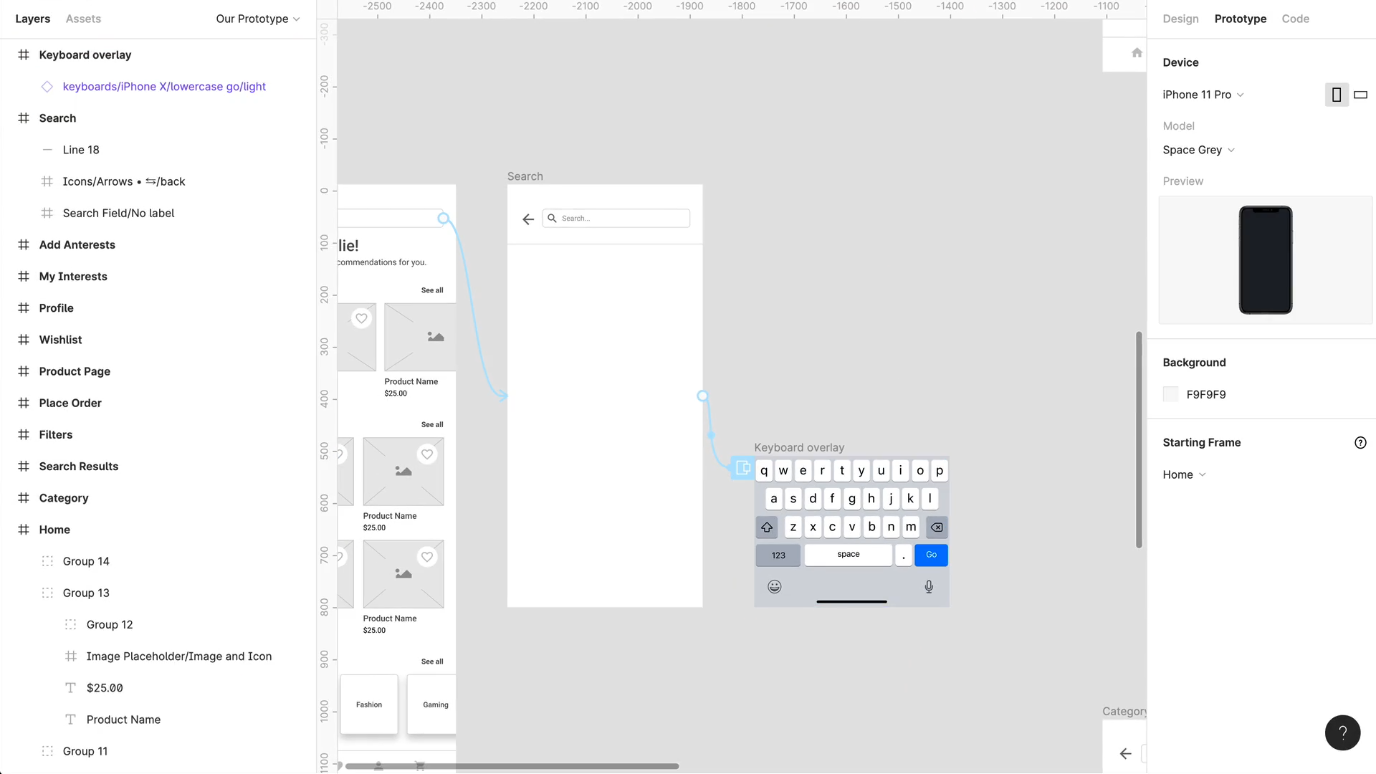 Layers Assets Our Prototype
Keyboard overlay
keyboards/iPhone X/lowercase go/light
Search
Line 18
Icons/Arrows • ⇆/back
Search Field/No label
Add Anterests
My Interests
Profile
Wishlist
Product Page
Place Order
Filters
Search Results
Category
Home
Group 14
Group 13
Group 12
Image Placeholder/Image and Icon
$25.00
Product Name
Group 11
-2500 -2400 -2300 -2200 -2100 -2000 -1900 -1800 -1700 -1600 -1500 -1400 -1300 -1200 -1100
-300
-200
-100
0
100
200
300
400
500
600
700
800
900
1000
1100
lie!
commendations for you.
See all
Product Name
$25.00
See all
Product Name
$25.00
Product Name
$25.00
See all
Fashion Gaming
Search
Search...
Keyboard overlay
q w e r t y u i o p
a s d f g h j k l
z x c v b n m
123 space . Go
Category
Design Prototype Code
Device
iPhone 11 Pro
Model
Space Grey
Preview
Background
F9F9F9
Starting Frame ?
Home
?